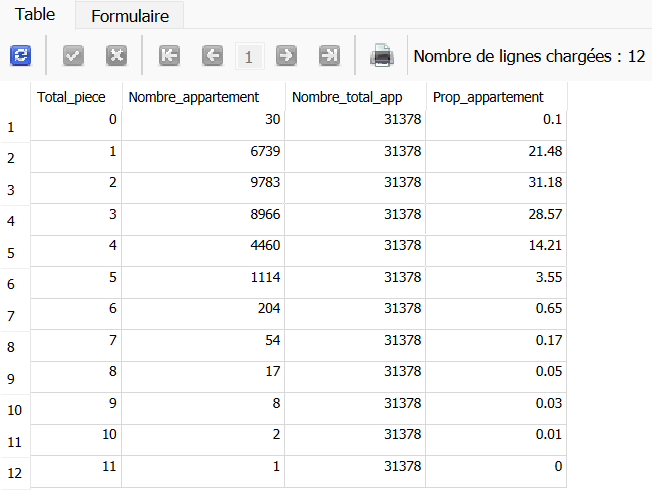 Table Formulaire
1 Nombre de lignes chargées : 12
Total_piece Nombre_appartement Nombre_total_app Prop_appartement
1 0 30 31378 0.1
2 1 6739 31378 21.48
3 2 9783 31378 31.18
4 3 8966 31378 28.57
5 4 4460 31378 14.21
6 5 1114 31378 3.55
7 6 204 31378 0.65
8 7 54 31378 0.17
9 8 17 31378 0.05
10 9 8 31378 0.03
11 10 2 31378 0.01
12 11 1 31378 0